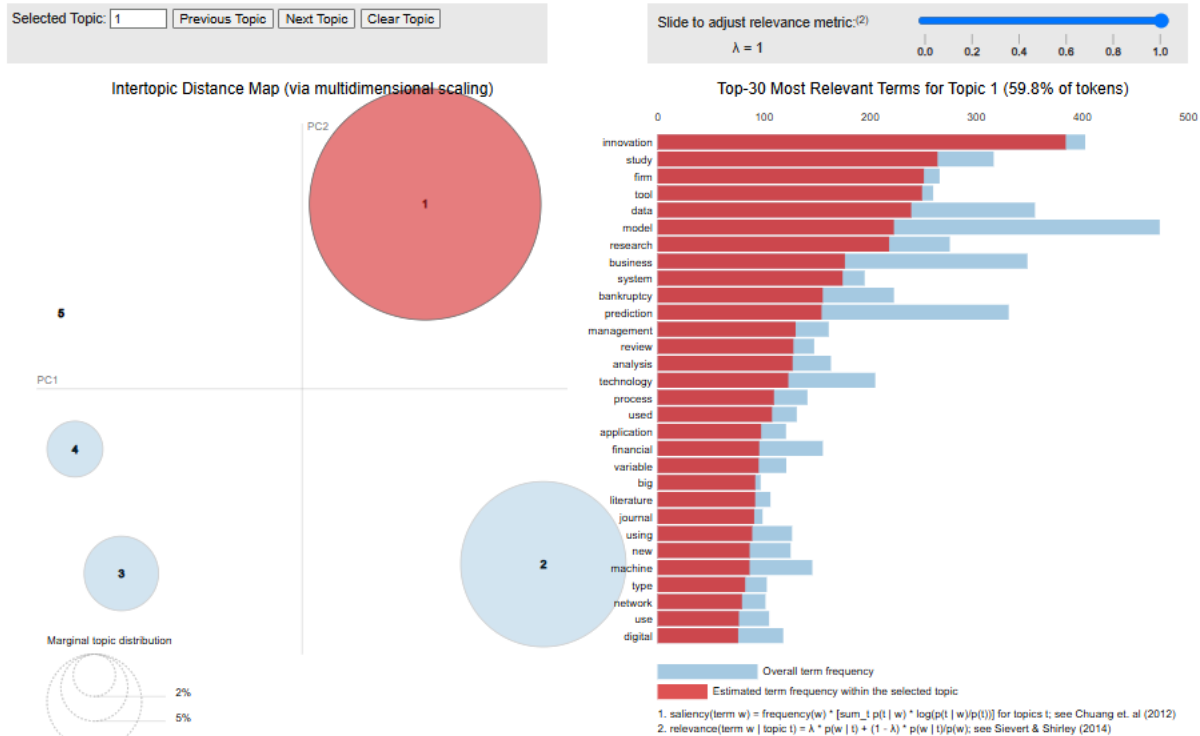 Selected Topic: 1 Previous Topic Next Topic Clear Topic
Slide to adjust relevance metric:(2)
λ = 1
0.0 0.2 0.4 0.6 0.8 1.0
Intertopic Distance Map (via multidimensional scaling)
PC2
PC1
1
2
3
4
5
Marginal topic distribution
2%
5%
Top-30 Most Relevant Terms for Topic 1 (59.8% of tokens)
0 100 200 300 400 500
innovation
study
firm
tool
data
model
research
business
system
bankruptcy
prediction
management
review
analysis
technology
process
used
application
financial
variable
big
literature
journal
using
new
machine
type
network
use
digital
Overall term frequency
Estimated term frequency within the selected topic
1. saliency(term w) = frequency(w) * [sum_t p(t | w) * log(p(t | w)/p(t))] for topics t; see Chuang et. al (2012)
2. relevance(term w | topic t) = λ * p(w | t) + (1 - λ) * p(w | t)/p(w); see Sievert & Shirley (2014)